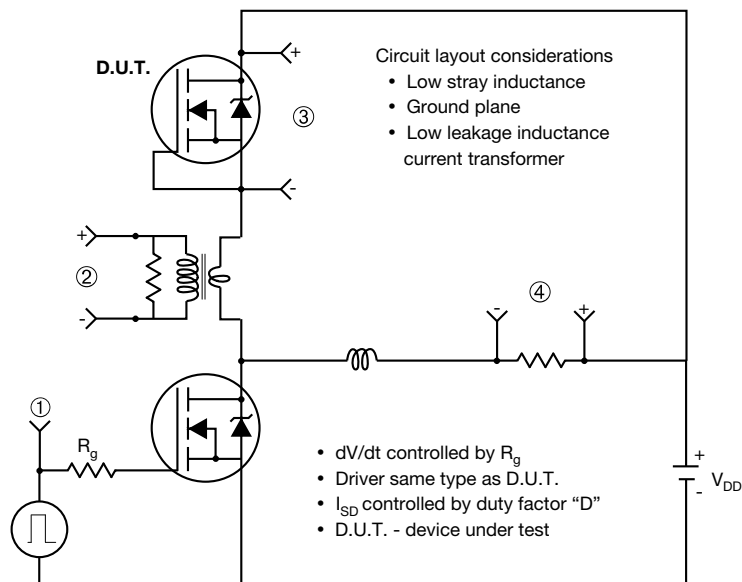 D.U.T.
+
-
③
Circuit layout considerations
• Low stray inductance
• Ground plane
• Low leakage inductance
current transformer
+
②
-
④
-
+
①
Rg
• dV/dt controlled by Rg
• Driver same type as D.U.T.
• ISD controlled by duty factor “D”
• D.U.T. - device under test
+
-
VDD